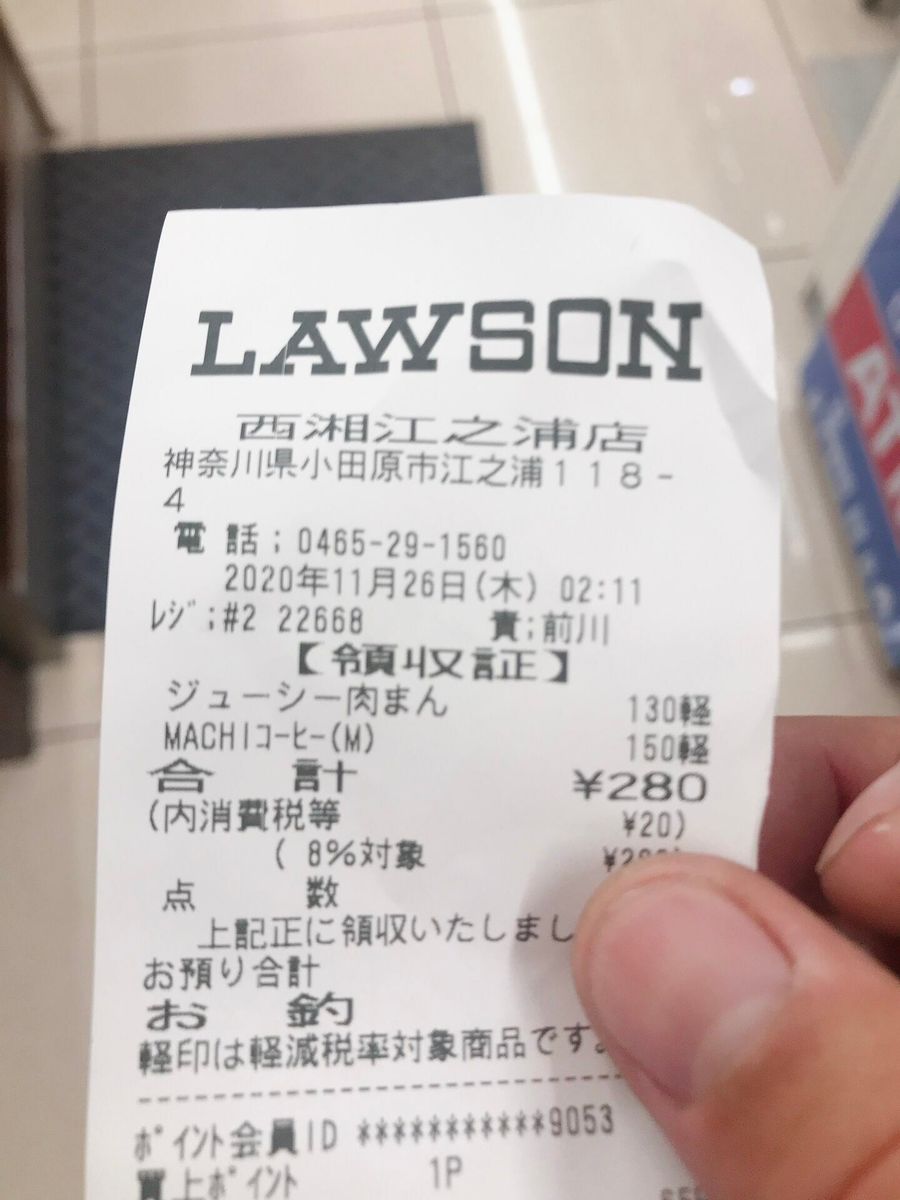 LAWSON
西湘江之浦店
神奈川県小田原市江之浦118-
4
電 話;0465-29-1560
2020年11月26日(木) 02:11
レジ;#2 22668 責;前川
【領収証】
ジューシー肉まん 130軽
MACHIコーヒー(M) 150軽
合 計 ¥280
(内消費税等 ¥20)
( 8%対象
点 数
上記正に領収いたしまし
お預り合計
お 釣
軽印は軽減税率対象商品です
ポイント会員ID ***********9053
買上ポイント 1P
AT